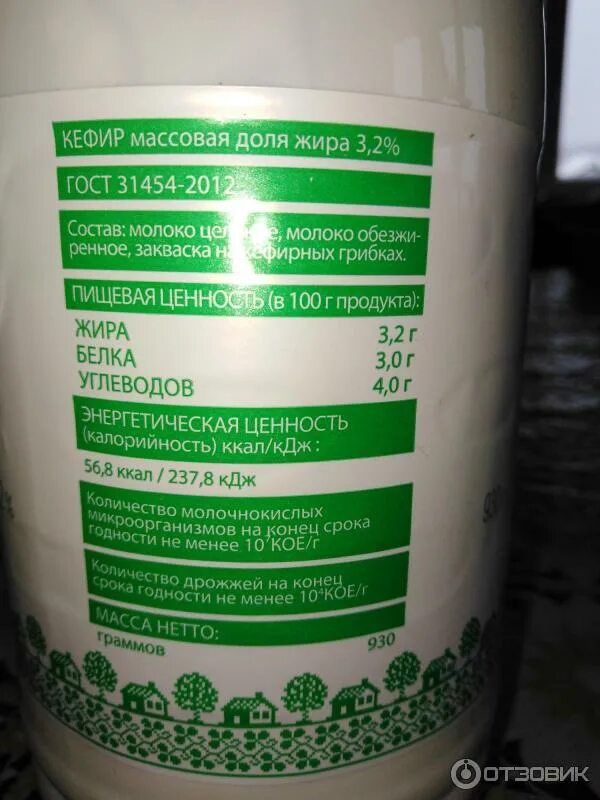 КЕФИР массовая доля жира 3,2%
ГОСТ 31454-2012
Состав: молоко це, молоко обезжи-
ренное, закваска на кефирных грибках.
ПИЩЕВАЯ ЦЕННОСТЬ (в 100 г продукта):
ЖИРА 3,2 г
БЕЛКА 3,0 г
УГЛЕВОДОВ 4,0 г
ЭНЕРГЕТИЧЕСКАЯ ЦЕННОСТЬ
(калорийность) ккал/кДж :
56,8 ккал / 237,8 кДж
Количество молочнокислых
микроорганизмов на конец срока
годности не менее 10⁷КОЕ/г
Количество дрожжей на конец
срока годности не менее 10⁴КОЕ/г
МАССА НЕТТО:
граммов 930
930
ОТЗОВИК